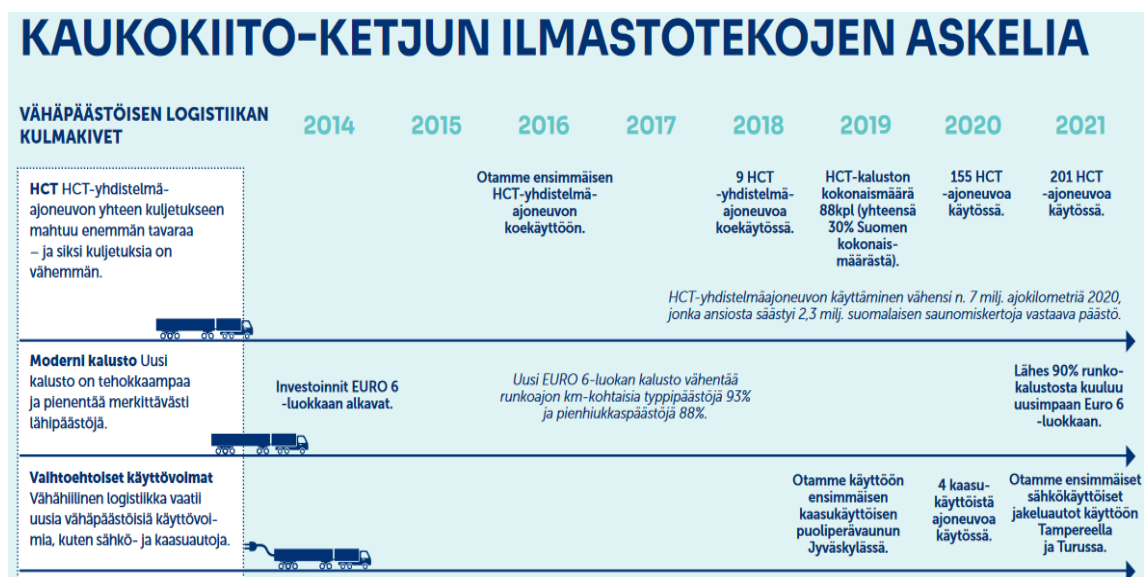 KAUKOKIITO-KETJUN ILMASTOTEKOJEN ASKELIA
VÄHÄPÄÄSTÖISEN LOGISTIIKAN
KULMAKIVET
2014 2015 2016 2017 2018 2019 2020 2021
HCT HCT-yhdistelmä-
ajoneuvon yhteen kuljetukseen
mahtuu enemmän tavaraa
– ja siksi kuljetuksia on
vähemmän.
Otamme ensimmäisen
HCT-yhdistelmä-
ajoneuvon
koekäyttöön.
9 HCT
-yhdistelmä-
ajoneuvoa
koekäytössä.
HCT-kaluston
kokonaismäärä
88kpl (yhteensä
30% Suomen
kokonais-
määrästä).
155 HCT
-ajoneuvoa
käytössä.
201 HCT
-ajoneuvoa
käytössä.
HCT-yhdistelmäajoneuvon käyttäminen vähensi n. 7 milj. ajokilometriä 2020,
jonka ansiosta säästyi 2,3 milj. suomalaisen saunomiskertoja vastaava päästö.
Moderni kalusto Uusi
kalusto on tehokkaampaa
ja pienentää merkittävästi
lähipäästöjä.
Investoinnit EURO 6
-luokkaan alkavat.
Uusi EURO 6-luokan kalusto vähentää
runkoajon km-kohtaisia typpipäästöjä 93%
ja pienhiukkaspäästöjä 88%.
Lähes 90% runko-
kalustosta kuuluu
uusimpaan Euro 6
-luokkaan.
Vaihtoehtoiset käyttövoimat
Vähähiilinen logistiikka vaatii
uusia vähäpäästöisiä käyttövoi-
mia, kuten sähkö- ja kaasuautoja.
Otamme käyttöön
ensimmäisen
kaasukäyttöisen
puoliperävaunun
Jyväskylässä.
4 kaasu-
käyttöistä
ajoneuvoa
käytössä.
Otamme ensimmäiset
sähkökäyttöiset
jakeluautot käyttöön
Tampereella
ja Turussa.